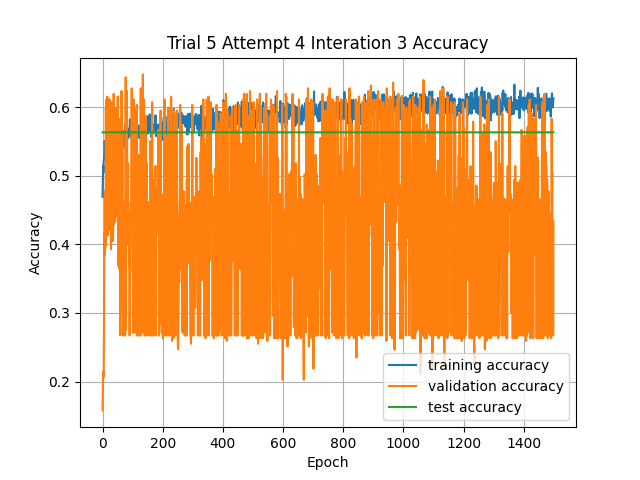 Trial 5 Attempt 4 Interation 3 Accuracy
0.6
0.5
0.4
0.3
0.2
Accuracy
training accuracy
validation accuracy
test accuracy
0 200 400 600 800 1000 1200 1400
Epoch